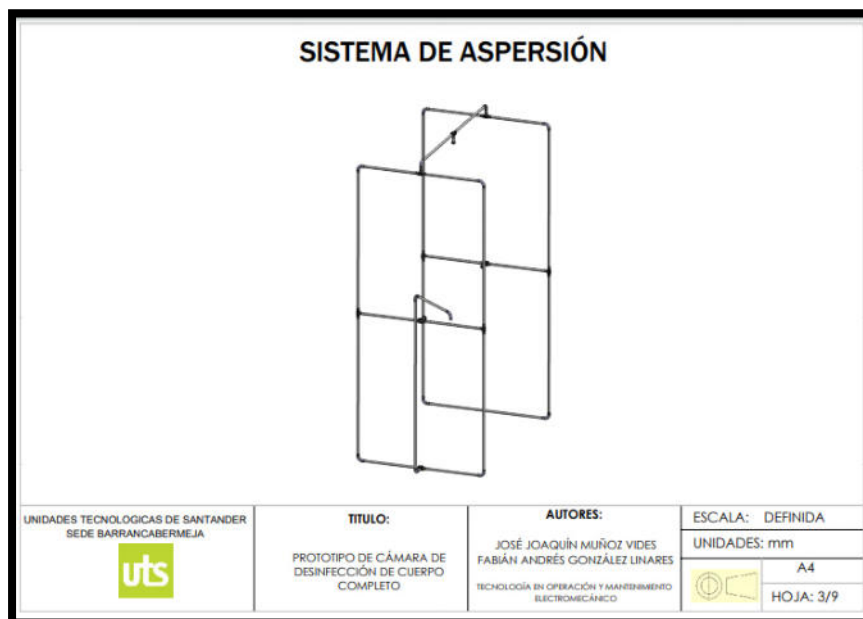 SISTEMA DE ASPERSIÓN
UNIDADES TECNOLOGICAS DE SANTANDER
SEDE BARRANCABERMEJA
uts
TITULO:
PROTOTIPO DE CÁMARA DE
DESINFECCIÓN DE CUERPO
COMPLETO
AUTORES:
JOSÉ JOAQUÍN MUÑOZ VIDES
FABIÁN ANDRÉS GONZÁLEZ LINARES
TECNOLOGÍA EN OPERACIÓN Y MANTENIMIENTO
ELECTROMECÁNICO
ESCALA: DEFINIDA
UNIDADES: mm
A4
HOJA: 3/9